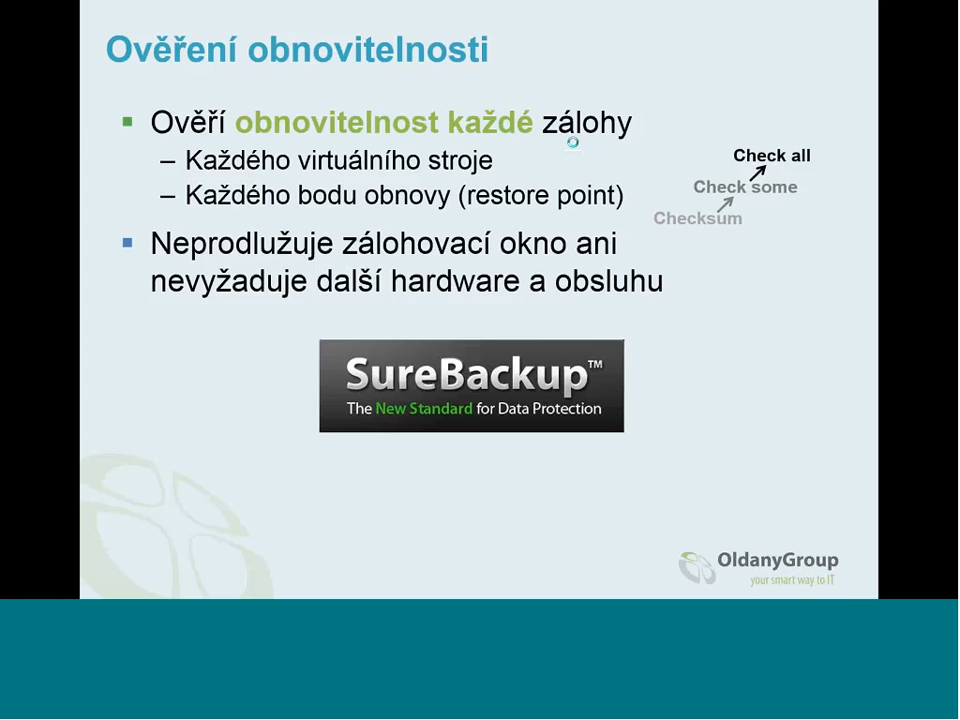 Ověření obnovitelnosti
▪ Ověří obnovitelnost každé zálohy
– Každého virtuálního stroje
– Každého bodu obnovy (restore point)
Check all
Check some
Checksum
▪ Neprodlužuje zálohovací okno ani
nevyžaduje další hardware a obsluhu
SureBackup™
The New Standard for Data Protection
OldanyGroup
your smart way to IT